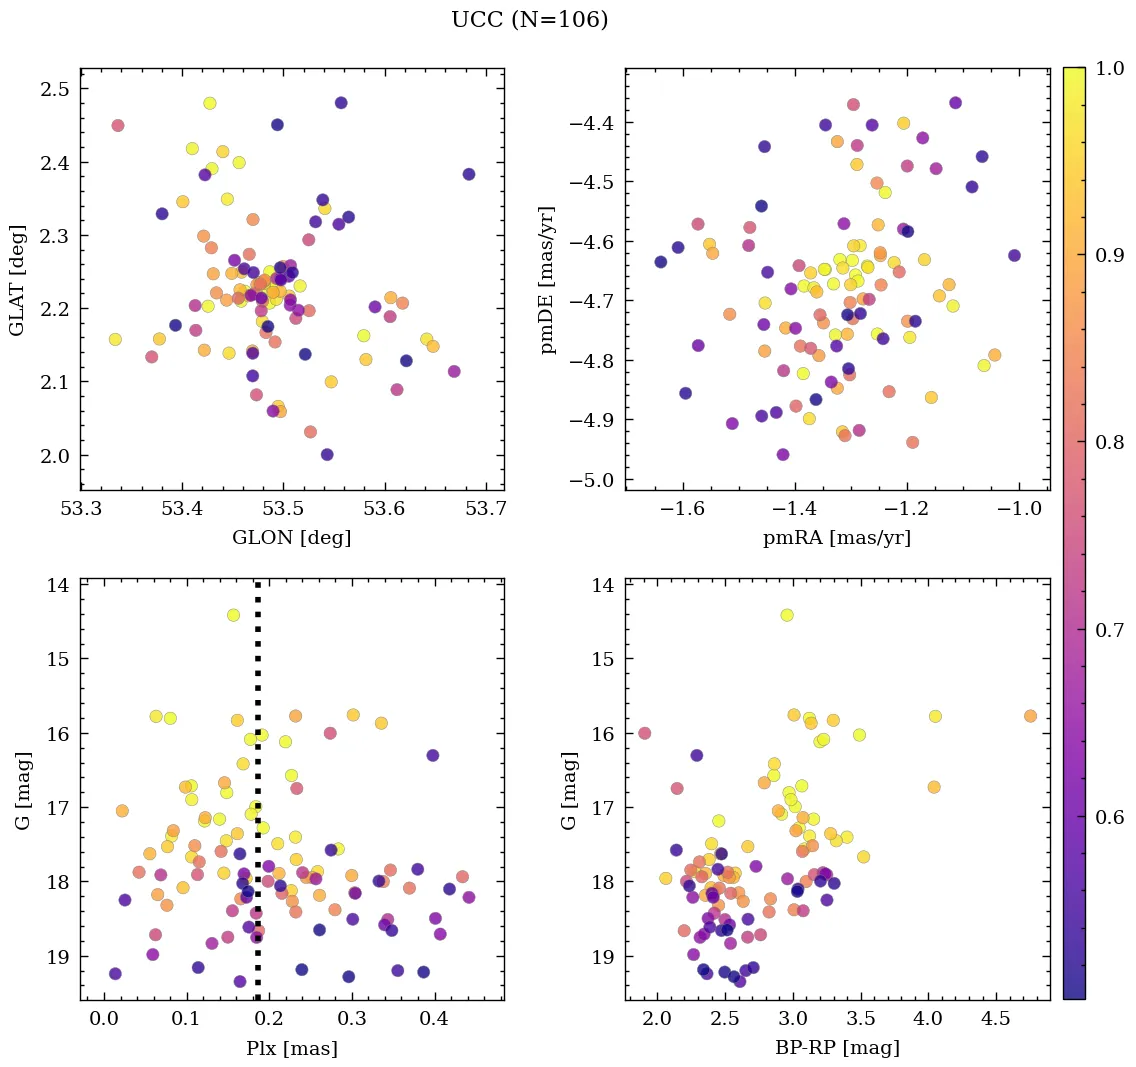 UCC (N=106)
2.5
2.4
2.3
2.2
2.1
2.0
GLAT [deg]
53.3 53.4 53.5 53.6 53.7
GLON [deg]
−4.4
−4.5
−4.6
−4.7
−4.8
−4.9
−5.0
pmDE [mas/yr]
−1.6 −1.4 −1.2 −1.0
pmRA [mas/yr]
14
15
16
17
18
19
G [mag]
0.0 0.1 0.2 0.3 0.4
Plx [mas]
14
15
16
17
18
19
G [mag]
2.0 2.5 3.0 3.5 4.0 4.5
BP-RP [mag]
1.0
0.9
0.8
0.7
0.6